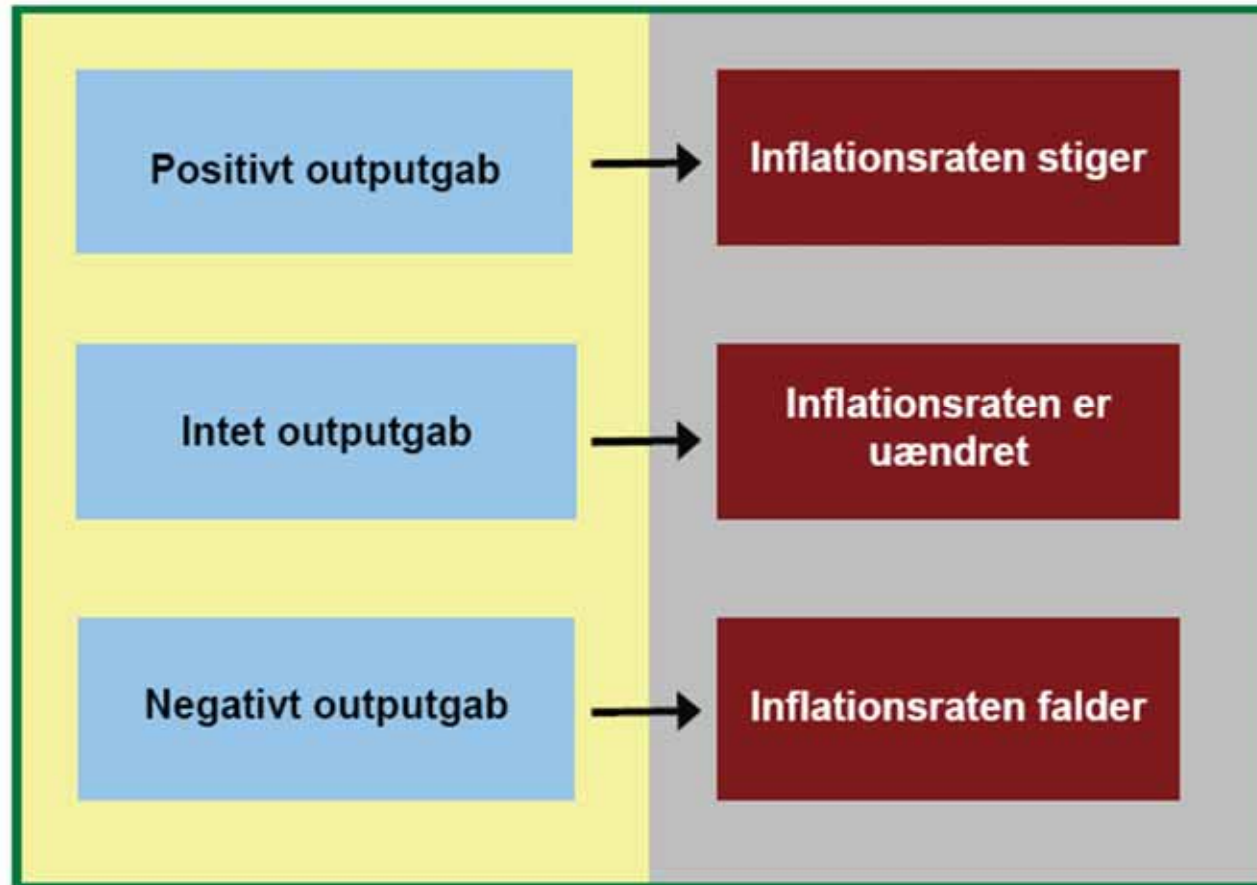 Positivt outputgab
Inflationsraten stiger
Intet outputgab
Inflationsraten er
uændret
Negativt outputgab
Inflationsraten falder